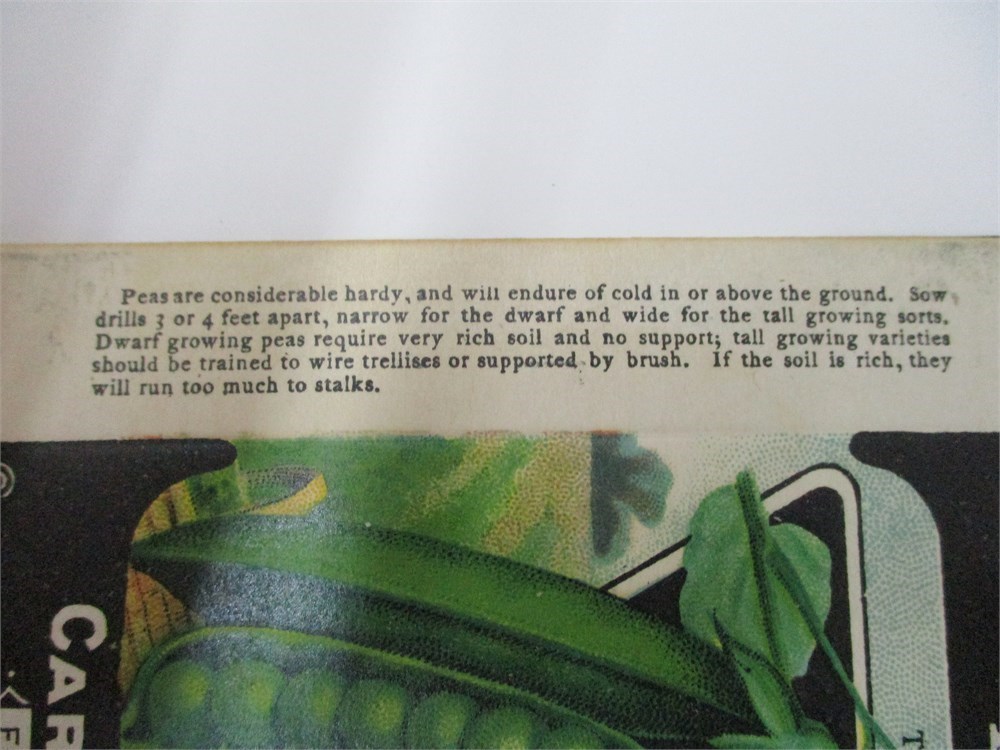 Peas are considerable hardy, and will endure of cold in or above the ground. Sow
drills 3 or 4 feet apart, narrow for the dwarf and wide for the tall growing sorts.
Dwarf growing peas require very rich soil and no support; tall growing varieties
should be trained to wire trellises or supported by brush. If the soil is rich, they
will run too much to stalks.
CAR